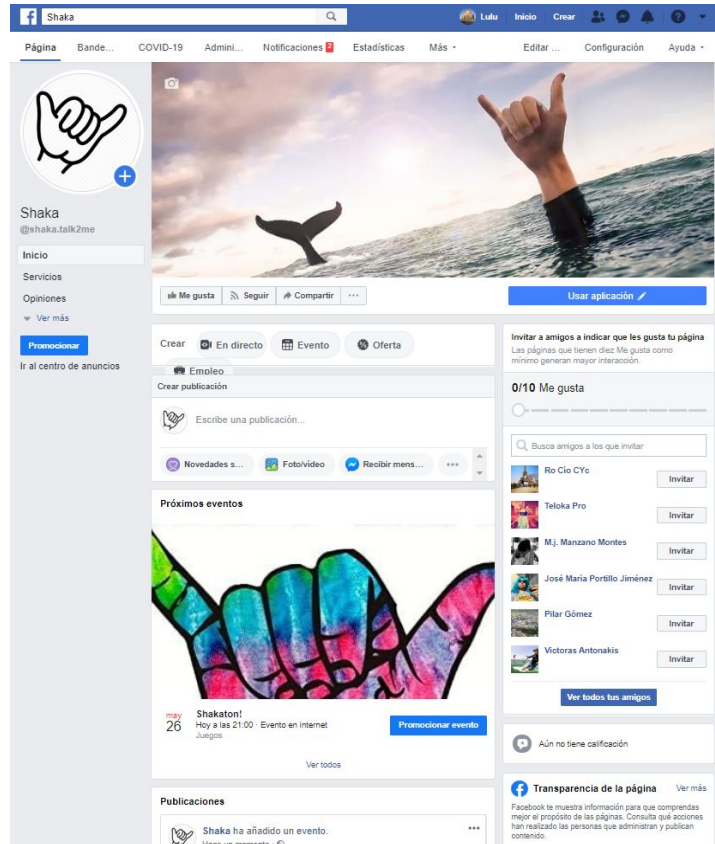 Shaka
Lulu Inicio Crear
Página Bande... COVID-19 Admini... Notificaciones 2 Estadísticas Más Editar ... Configuración Ayuda
Shaka
@shaka.talk2me
Inicio
Servicios
Opiniones
Ver más
Promocionar
Ir al centro de anuncios
Me gusta Seguir Compartir ...
Usar aplicación
Crear En directo Evento Oferta
Empleo
Crear publicación
Escribe una publicación...
Novedades s... Foto/vídeo Recibir mens... ...
Próximos eventos
may
26
Shakaton!
Hoy a las 21:00 · Evento en internet
Juegos
Promocionar evento
Ver todos
Publicaciones
Shaka ha añadido un evento.
Hace un momento ·
Invitar a amigos a indicar que les gusta tu página
Las páginas que tienen diez Me gusta como
mínimo generan mayor interacción.
0/10 Me gusta
Busca amigos a los que invitar
Ro Cio CYc Invitar
Teloka Pro Invitar
M.j. Manzano Montes Invitar
José Maria Portillo Jiménez Invitar
Pilar Gómez Invitar
Victoras Antonakis Invitar
Ver todos tus amigos
Aún no tiene calificación
Transparencia de la página Ver más
Facebook te muestra información para que comprendas
mejor el propósito de las páginas. Consulta qué acciones
han realizado las personas que administran y publican
contenido.